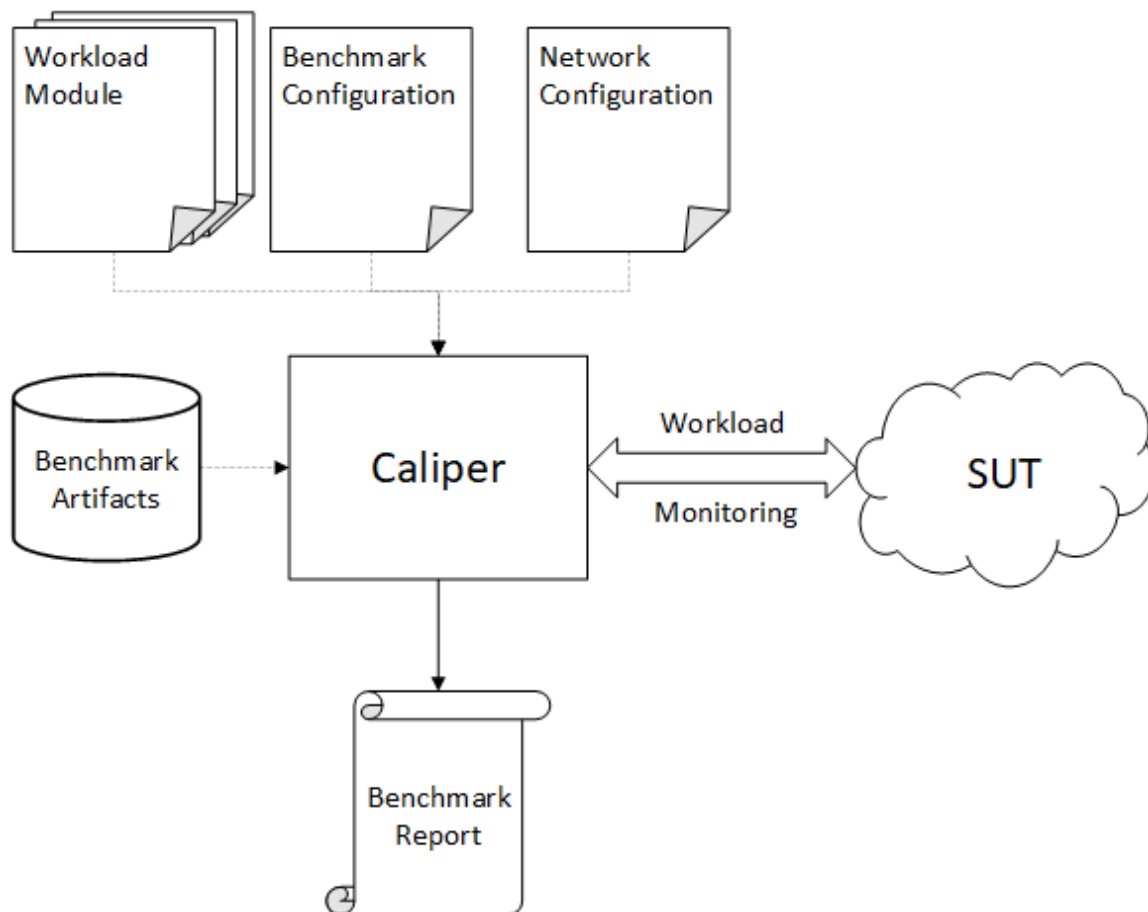 Workload
Module
Benchmark
Configuration
Network
Configuration
Benchmark
Artifacts
Caliper
Workload
Monitoring
SUT
Benchmark
Report